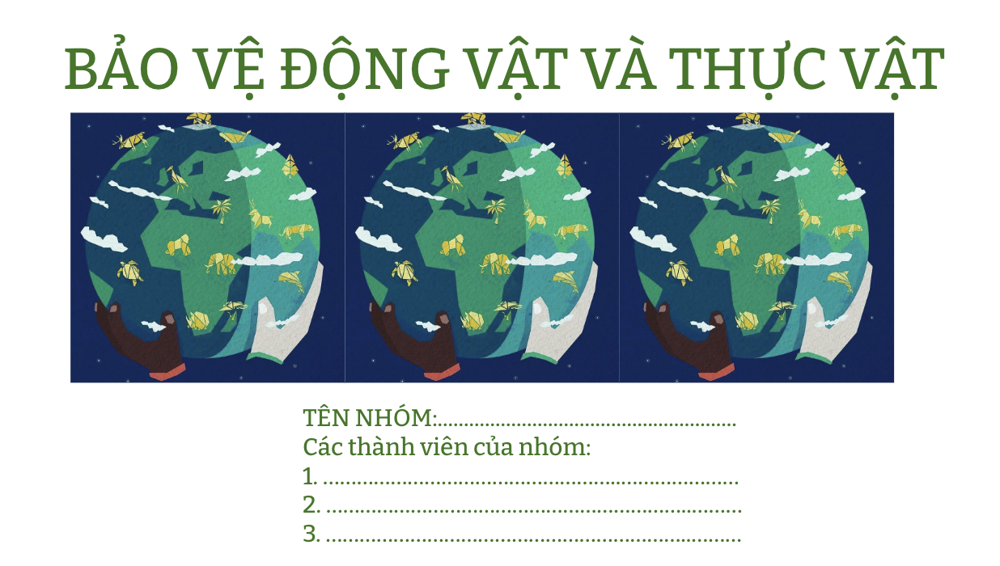 BẢO VỆ ĐỘNG VẬT VÀ THỰC VẬT
TÊN NHÓM:.........................................................
Các thành viên của nhóm:
1. ..........................................................................
2. ..........................................................................
3. ..........................................................................